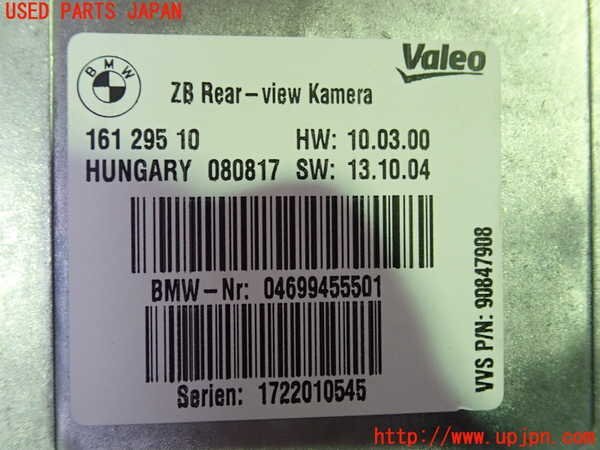 USED PARTS JAPAN
BMW
Valeo
ZB Rear-view Kamera
161 295 10 HW: 10.03.00
HUNGARY 080817 SW: 13.10.04
BMW-Nr: 04699455501
Serien: 1722010545
VVS P/N: 90847908
http://www.upjpn.com/